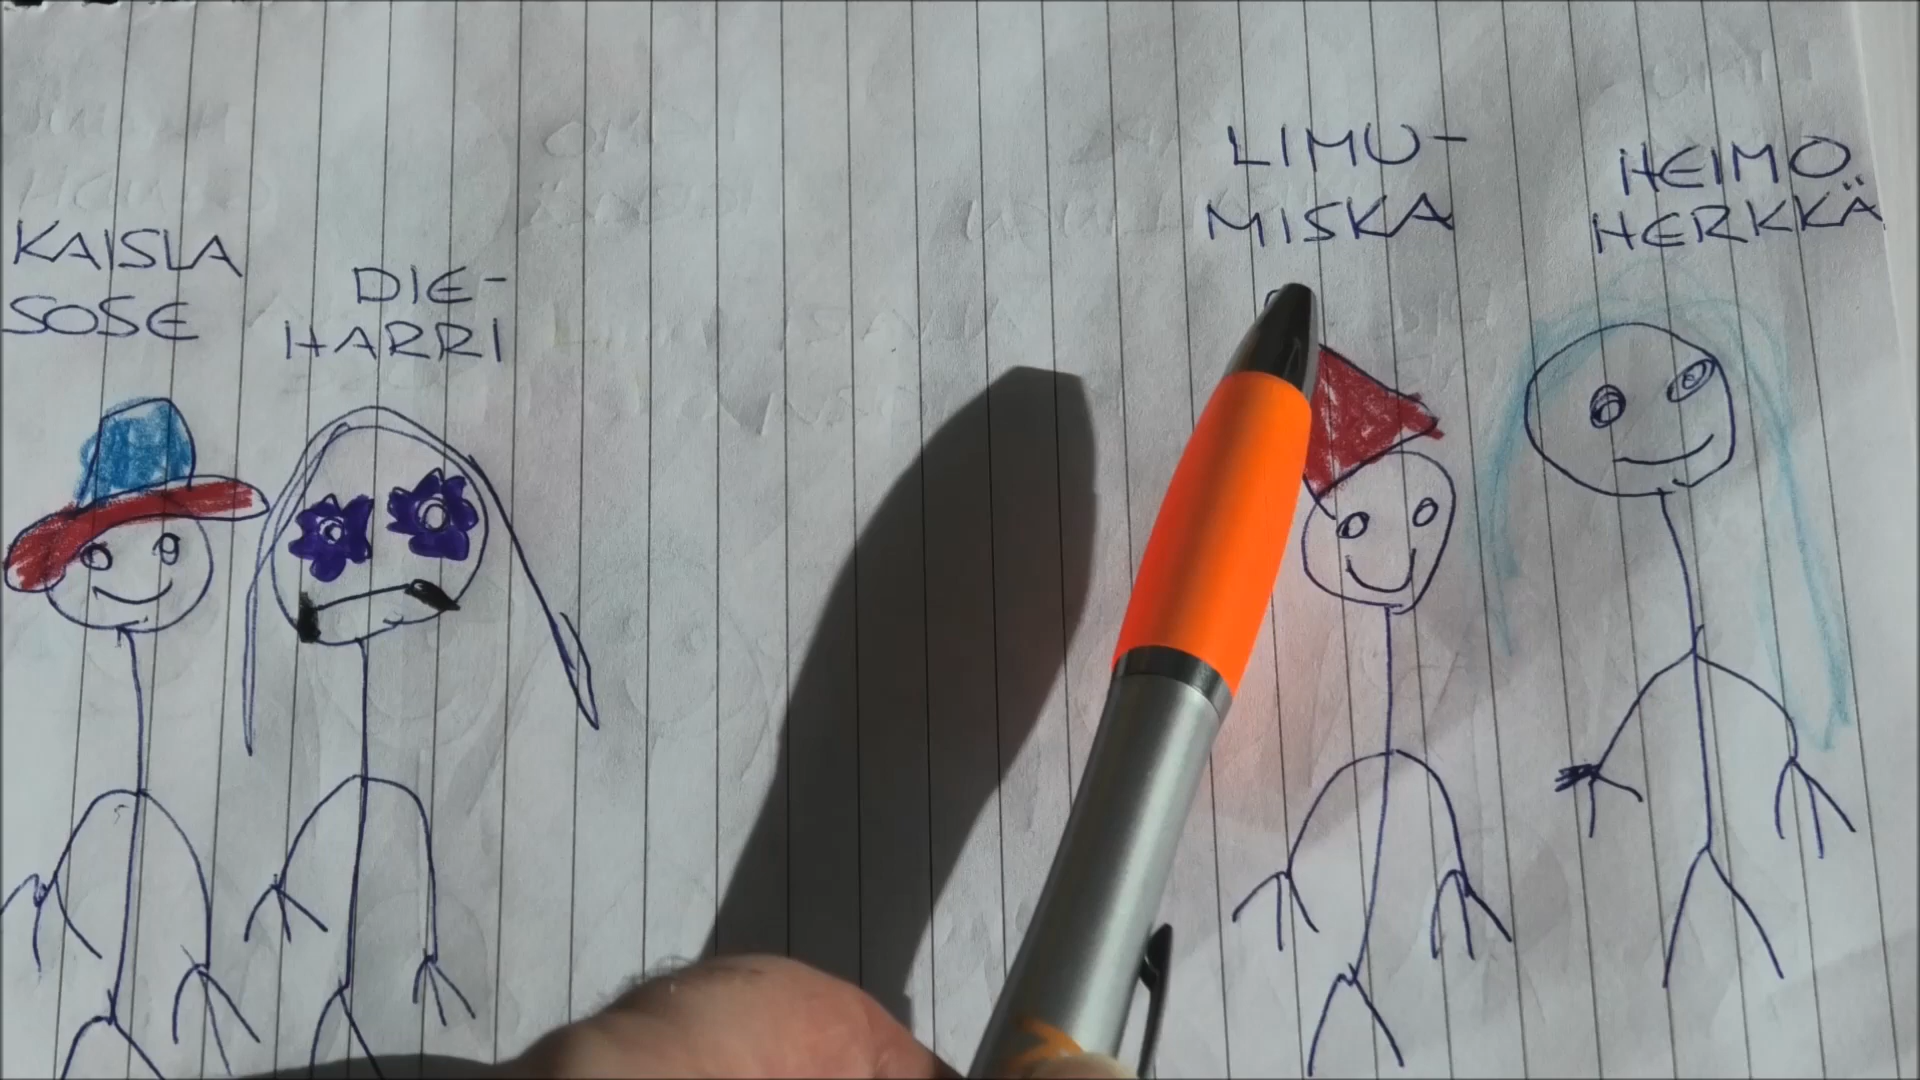 KAISLA
SOSE
DIE-
HARRI
LIMU-
MISKA
HEIMO
HERKKÄ